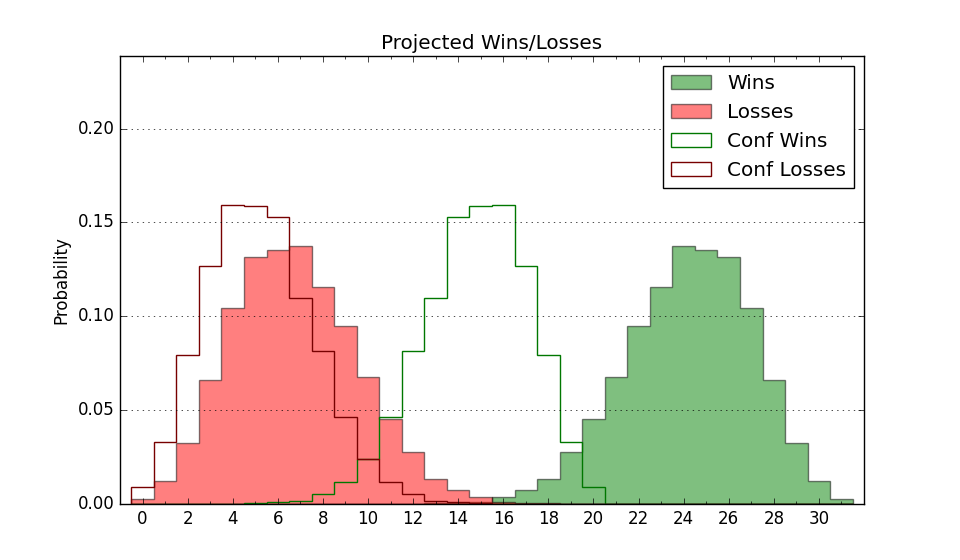 Projected Wins/Losses
Wins
Losses
Conf Wins
Conf Losses
Probability
0.20
0.15
0.10
0.05
0.00
0 2 4 6 8 10 12 14 16 18 20 22 24 26 28 30